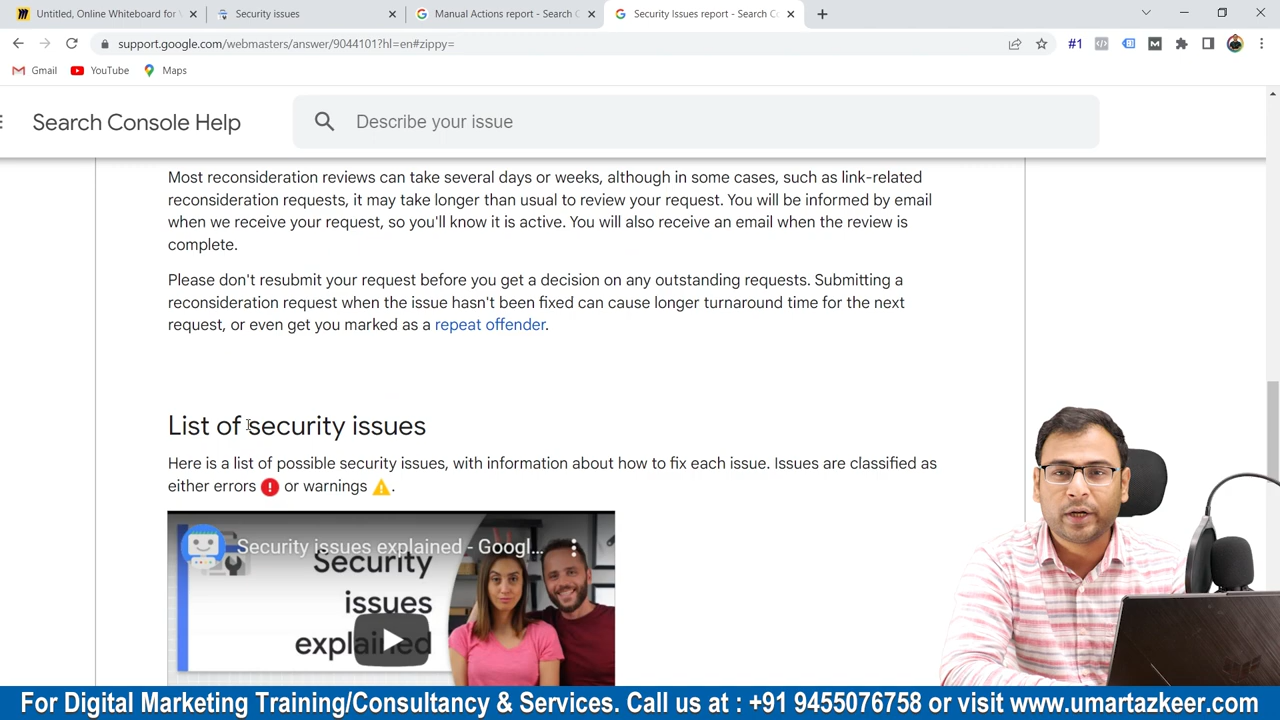 Untitled, Online Whiteboard for
Security issues
Manual Actions report - Search
Security Issues report - Search Co
support.google.com/webmasters/answer/9044101?hl=en#zippy=
#1
Gmail
YouTube
Maps
Search Console Help
Describe your issue
Most reconsideration reviews can take several days or weeks, although in some cases, such as link-related
reconsideration requests, it may take longer than usual to review your request. You will be informed by email
when we receive your request, so you'll know it is active. You will also receive an email when the review is
complete.
Please don't resubmit your request before you get a decision on any outstanding requests. Submitting a
reconsideration request when the issue hasn't been fixed can cause longer turnaround time for the next
request, or even get you marked as a repeat offender.
List of security issues
Here is a list of possible security issues, with information about how to fix each issue. Issues are classified as
either errors or warnings.
Security issues explained - Googl...
Security
issues
explained
For Digital Marketing Training/Consultancy & Services. Call us at : +91 9455076758 or visit www.umartazkeer.com